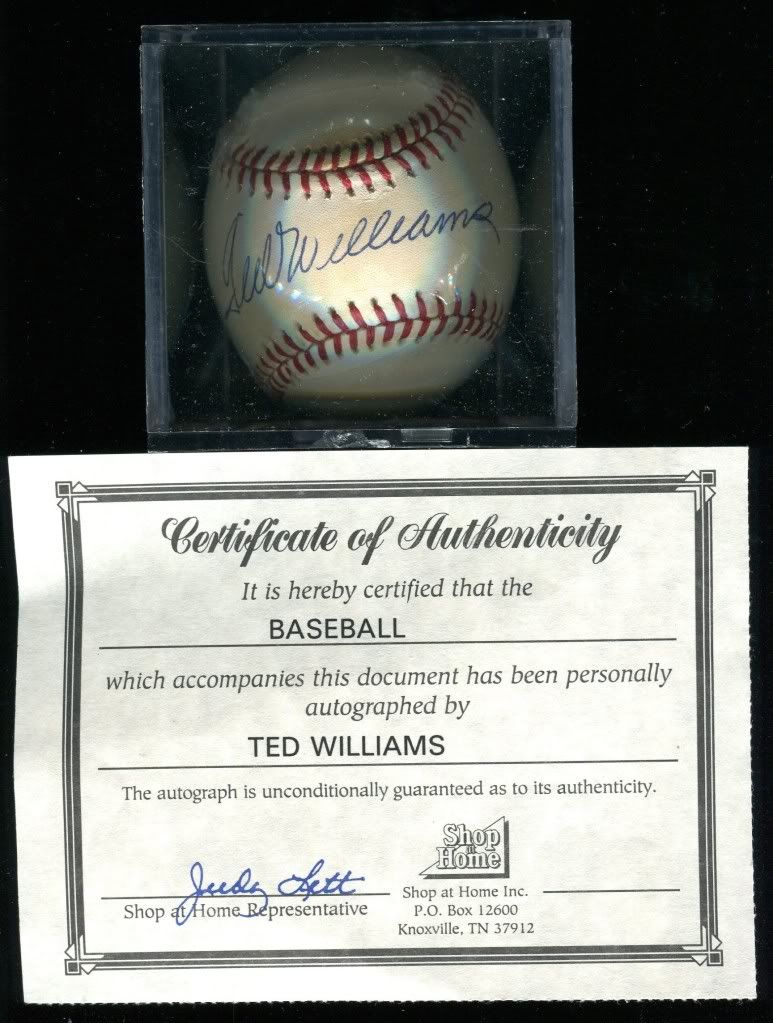 Ted Williams
Certificate of Authenticity
It is hereby certified that the
BASEBALL
which accompanies this document has been personally
autographed by
TED WILLIAMS
The autograph is unconditionally guaranteed as to its authenticity.
Shop
at
Home
Judy Lett
Shop at Home Representative
Shop at Home Inc.
P.O. Box 12600
Knoxville, TN 37912